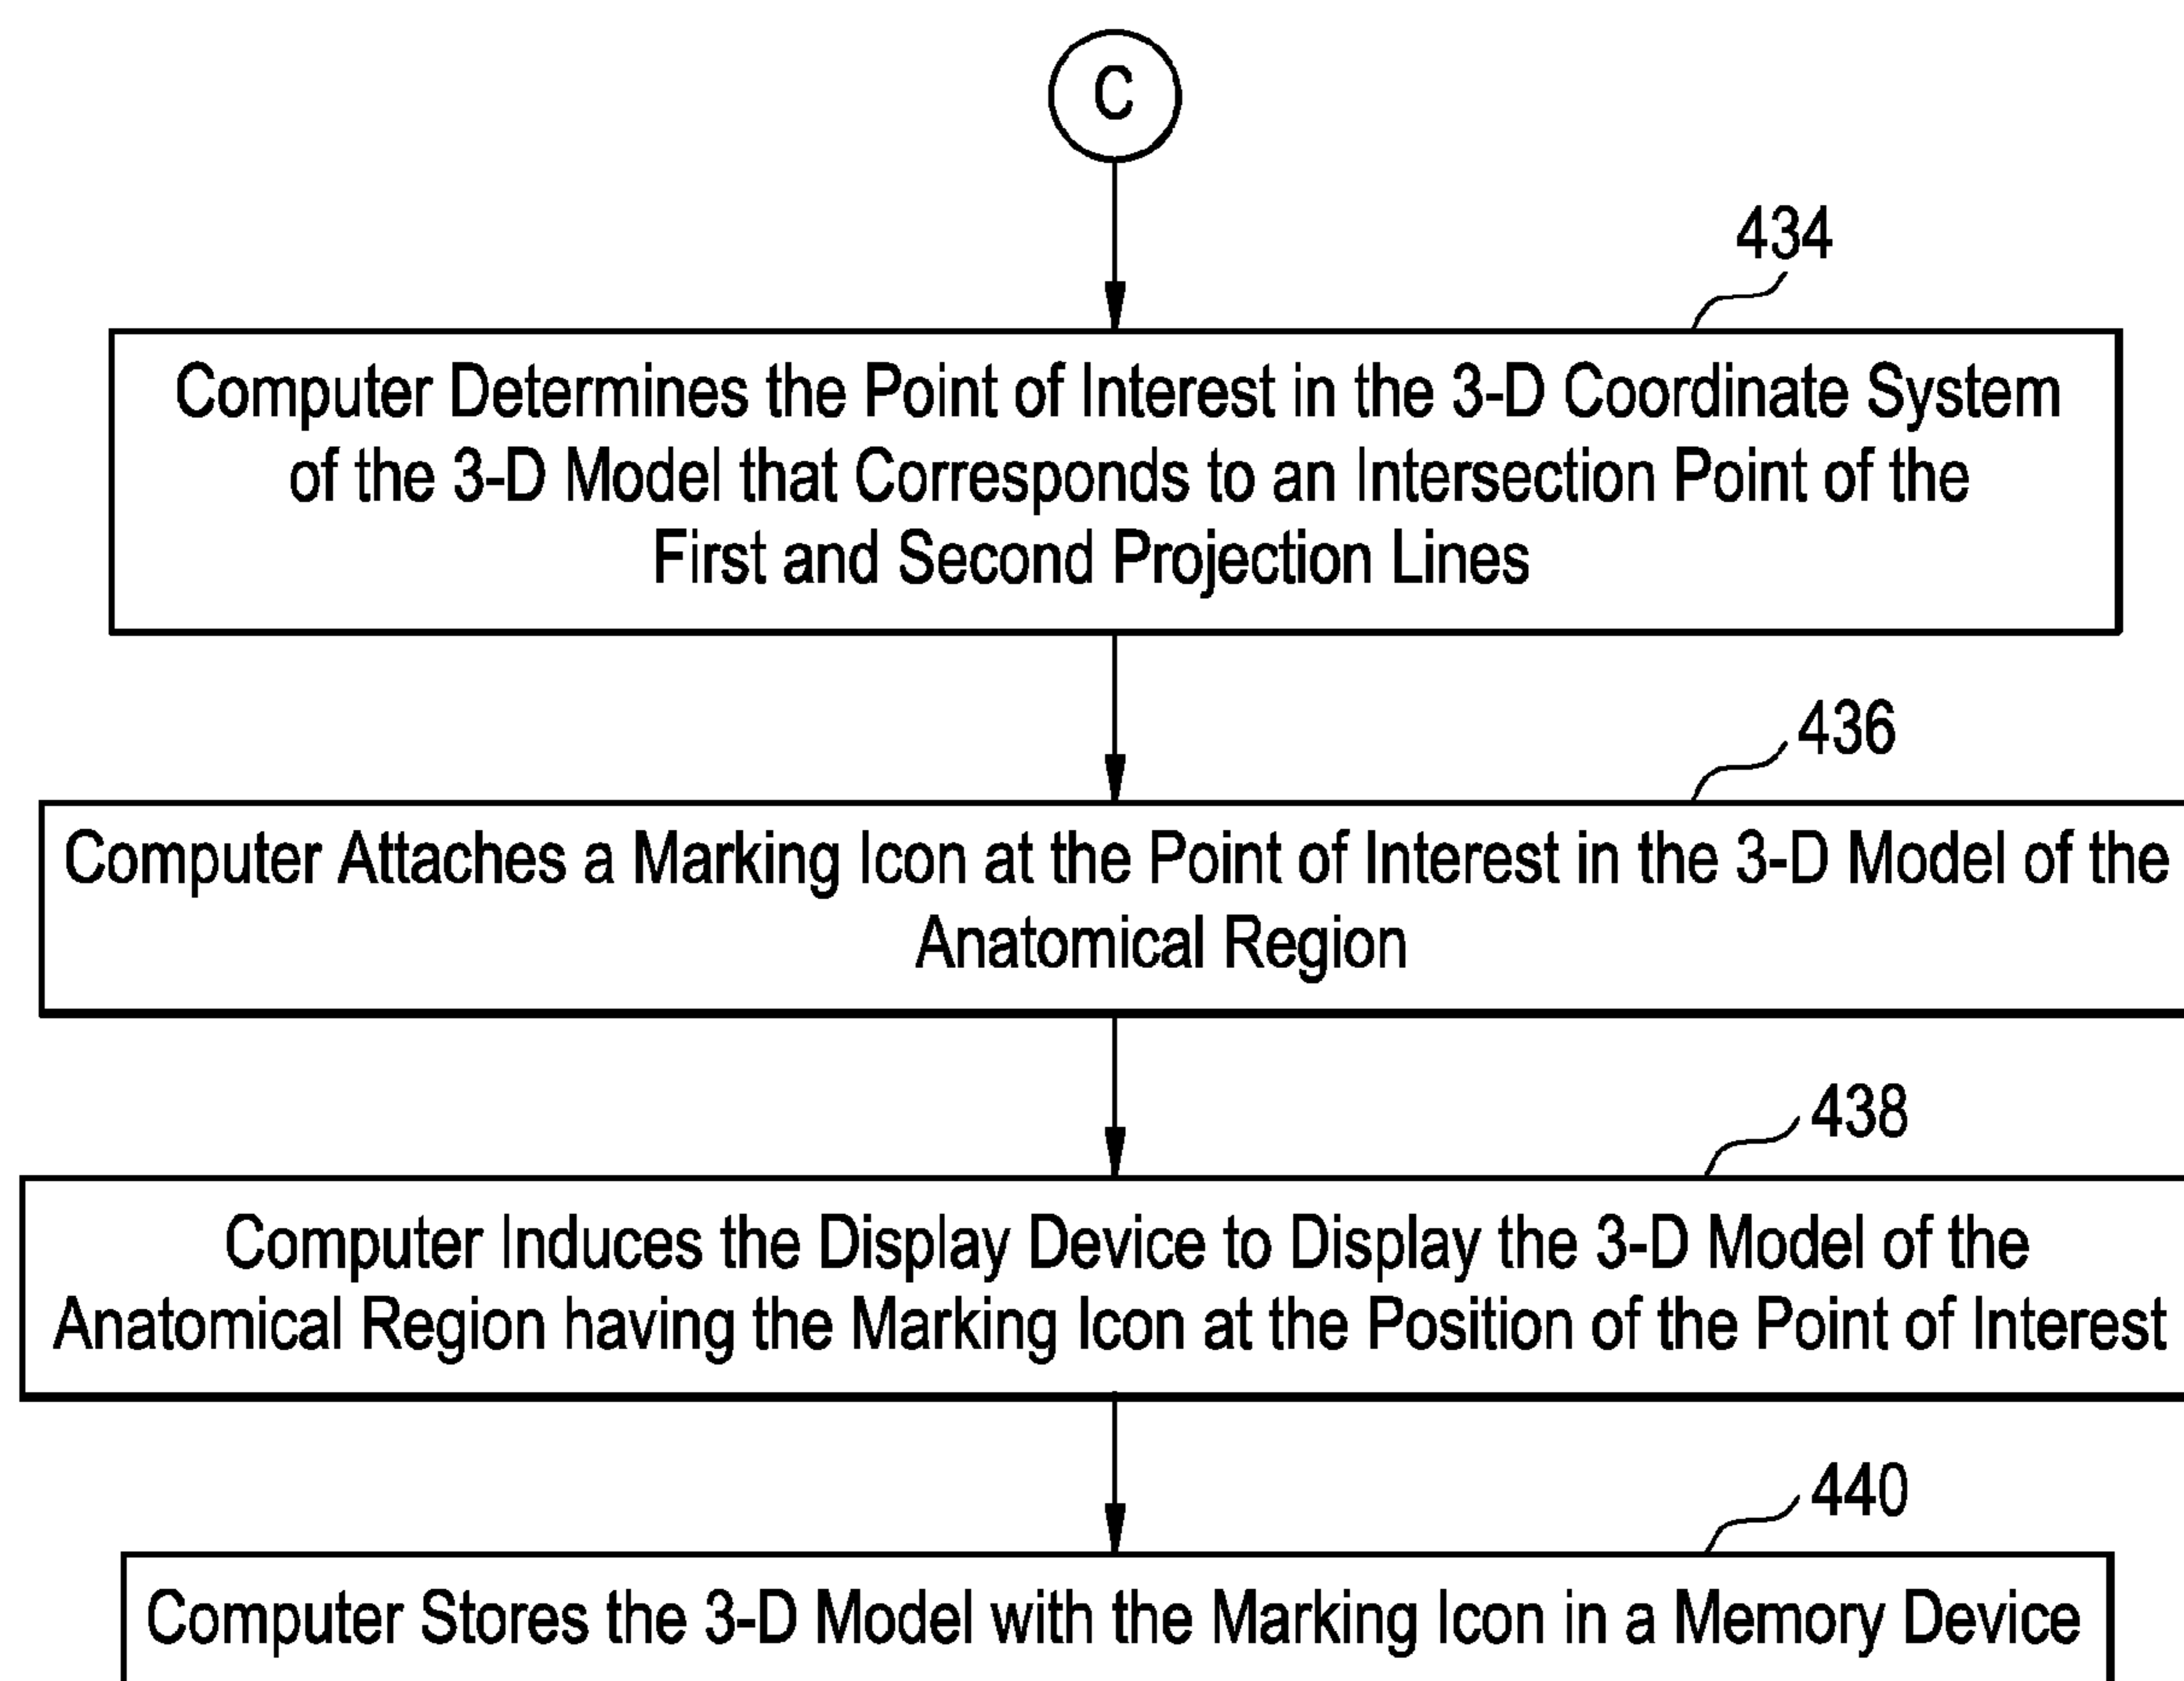 C
434
Computer Determines the Point of Interest in the 3-D Coordinate System
of the 3-D Model that Corresponds to an Intersection Point of the
First and Second Projection Lines
436
Computer Attaches a Marking Icon at the Point of Interest in the 3-D Model of the
Anatomical Region
438
Computer Induces the Display Device to Display the 3-D Model of the
Anatomical Region having the Marking Icon at the Position of the Point of Interest
440
Computer Stores the 3-D Model with the Marking Icon in a Memory Device